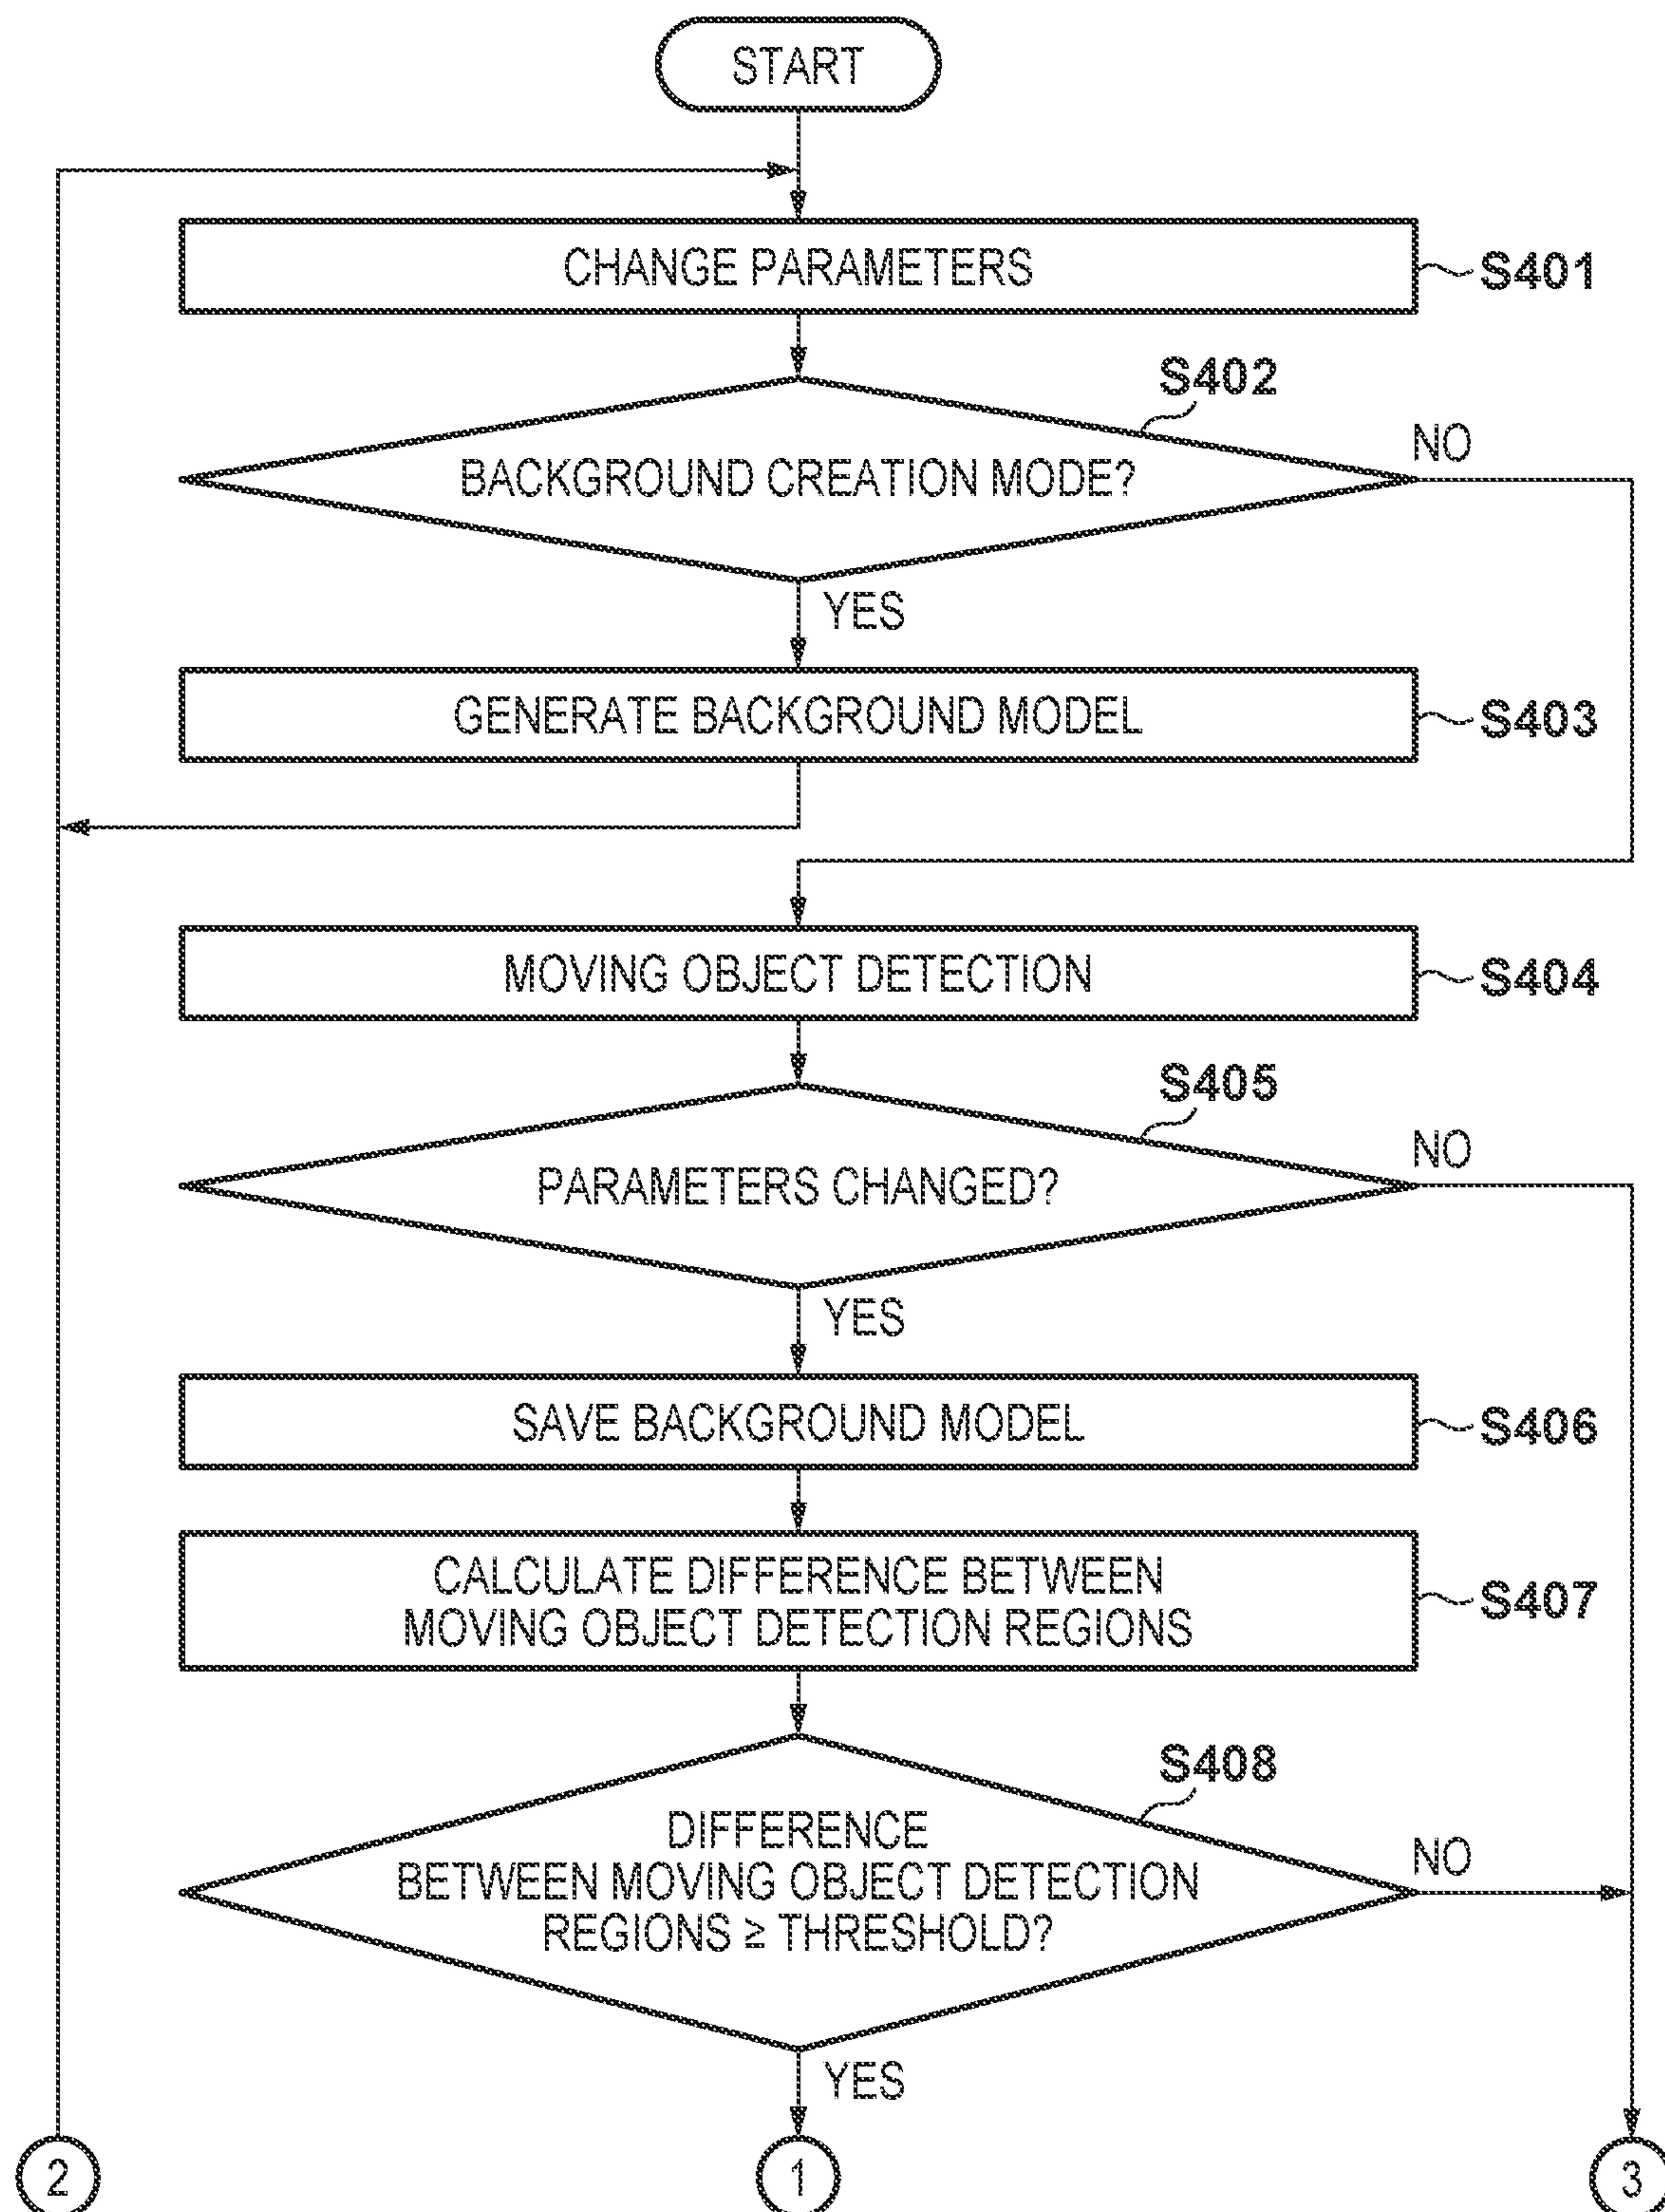 START
CHANGE PARAMETERS
S401
S402
BACKGROUND CREATION MODE?
NO
YES
GENERATE BACKGROUND MODEL
S403
MOVING OBJECT DETECTION
S404
S405
PARAMETERS CHANGED?
NO
YES
SAVE BACKGROUND MODEL
S406
CALCULATE DIFFERENCE BETWEEN
MOVING OBJECT DETECTION REGIONS
S407
S408
DIFFERENCE
BETWEEN MOVING OBJECT DETECTION
REGIONS ≥ THRESHOLD?
NO
YES
2
1
3